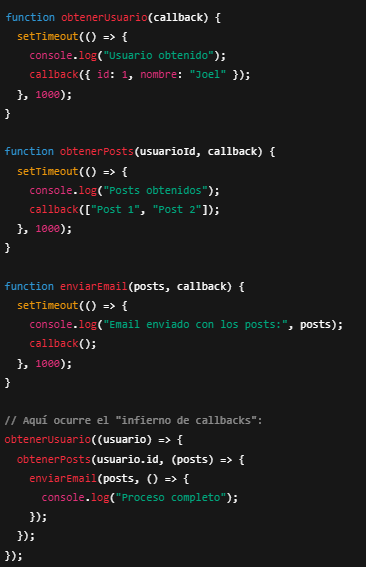 function obtenerUsuario(callback) {
  setTimeout(() => {
    console.log("Usuario obtenido");
    callback({ id: 1, nombre: "Joel" });
  }, 1000);
}

function obtenerPosts(usuarioId, callback) {
  setTimeout(() => {
    console.log("Posts obtenidos");
    callback(["Post 1", "Post 2"]);
  }, 1000);
}

function enviarEmail(posts, callback) {
  setTimeout(() => {
    console.log("Email enviado con los posts:", posts);
    callback();
  }, 1000);
}

// Aquí ocurre el "infierno de callbacks":
obtenerUsuario((usuario) => {
  obtenerPosts(usuario.id, (posts) => {
    enviarEmail(posts, () => {
      console.log("Proceso completo");
    });
  });
});